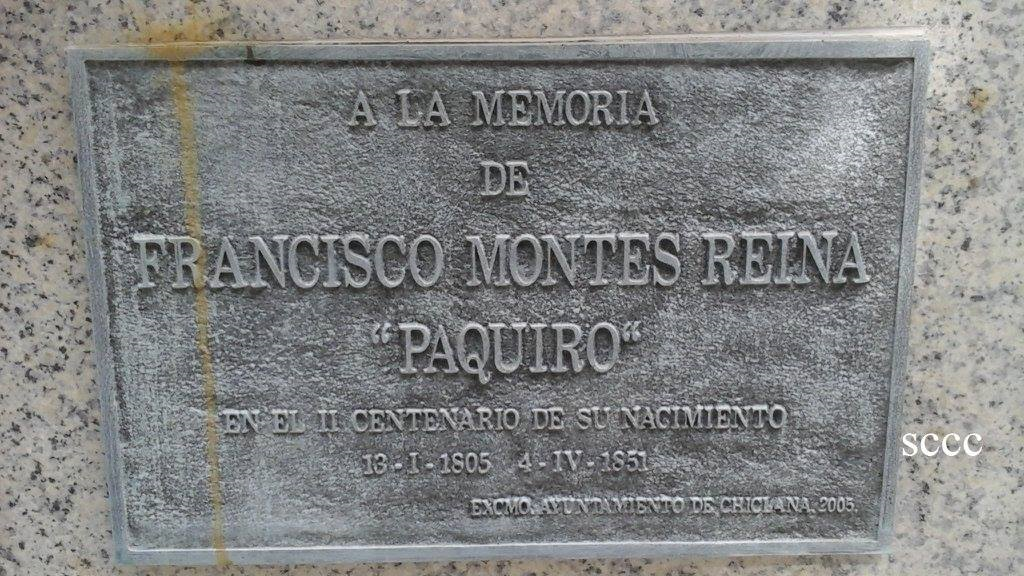 A LA MEMORIA
DE
FRANCISCO MONTES REINA
“PAQUIRO“
EN EL II CENTENARIO DE SU NACIMIENTO
13-I-1805 4-IV-1851
EXCMO. AYUNTAMIENTO DE CHICLANA, 2005.
sccc